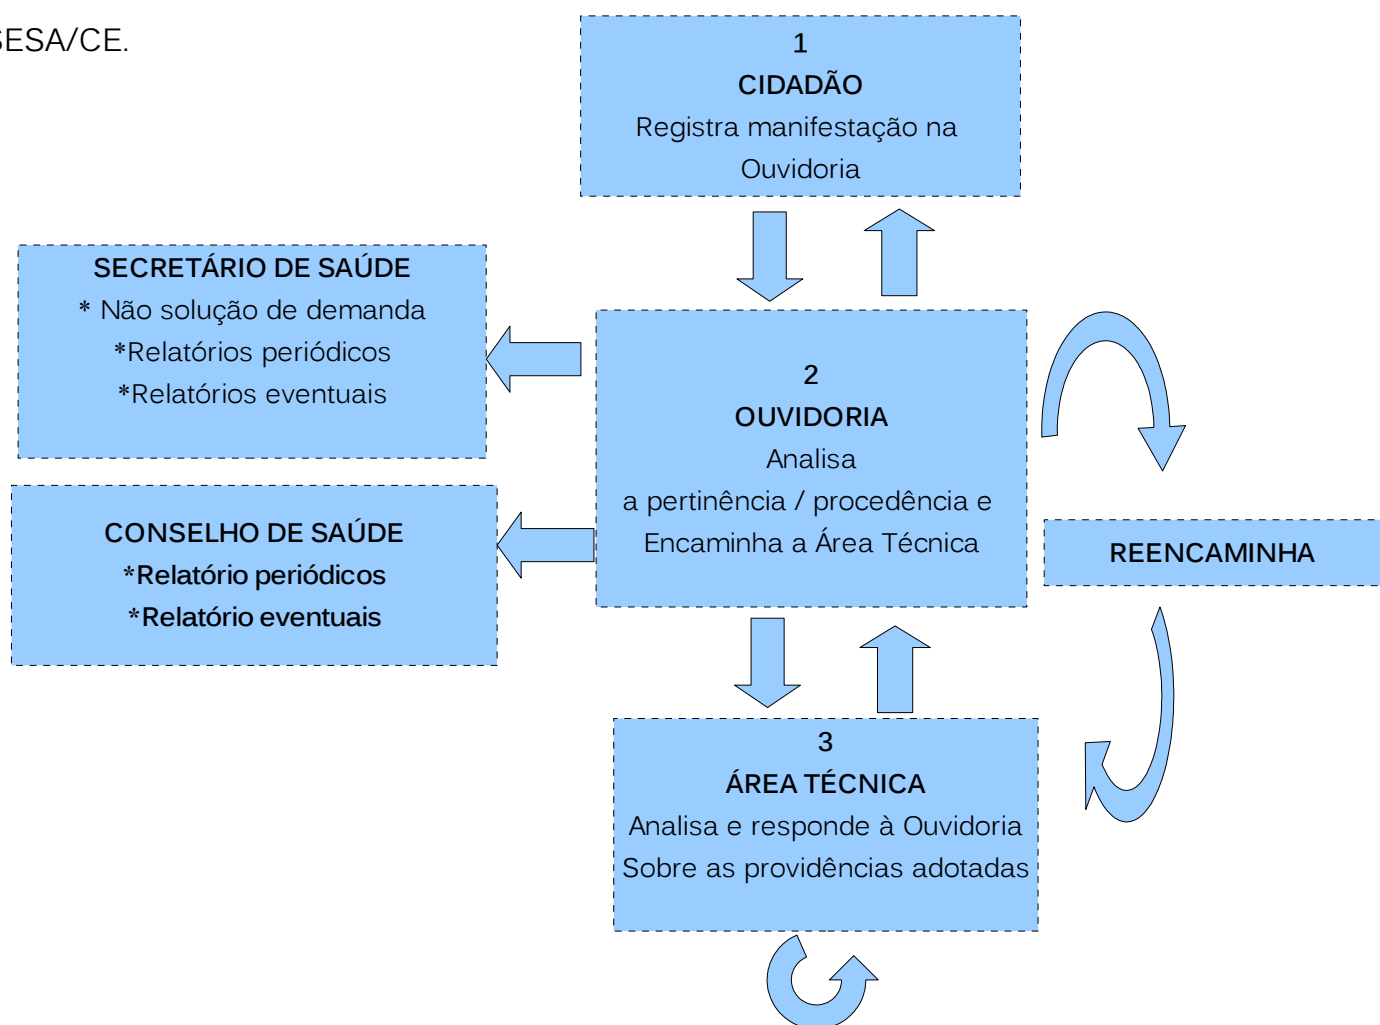 SESA/CE.
1
CIDADÃO
Registra manifestação na
Ouvidoria
SECRETÁRIO DE SAÚDE
* Não solução de demanda
*Relatórios periódicos
*Relatórios eventuais
2
OUVIDORIA
Analisa
a pertinência / procedência e
Encaminha a Área Técnica
CONSELHO DE SAÚDE
*Relatório periódicos
*Relatório eventuais
REENCAMINHA
3
ÁREA TÉCNICA
Analisa e responde à Ouvidoria
Sobre as providências adotadas